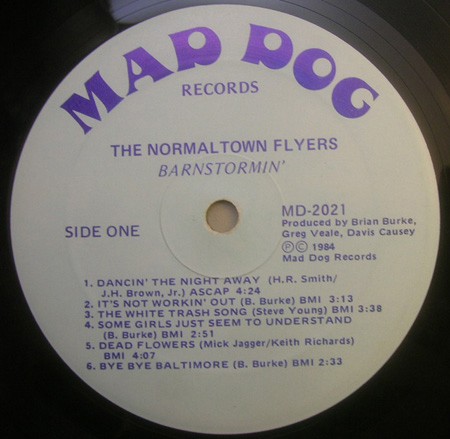 MAD DOG
RECORDS
THE NORMALTOWN FLYERS
BARNSTORMIN'
SIDE ONE
MD-2021
Produced by Brian Burke,
Greg Veale, Davis Causey
Ⓟ © 1984
Mad Dog Records
1. DANCIN' THE NIGHT AWAY (H.R. Smith/
J.H. Brown, Jr.) ASCAP 4:24
2. IT'S NOT WORKIN' OUT (B. Burke) BMI 3:13
3. THE WHITE TRASH SONG (Steve Young) BMI 3:38
4. SOME GIRLS JUST SEEM TO UNDERSTAND
(B. Burke) BMI 2:51
5. DEAD FLOWERS (Mick Jagger/Keith Richards)
BMI 4:07
6. BYE BYE BALTIMORE (B. Burke) BMI 2:33